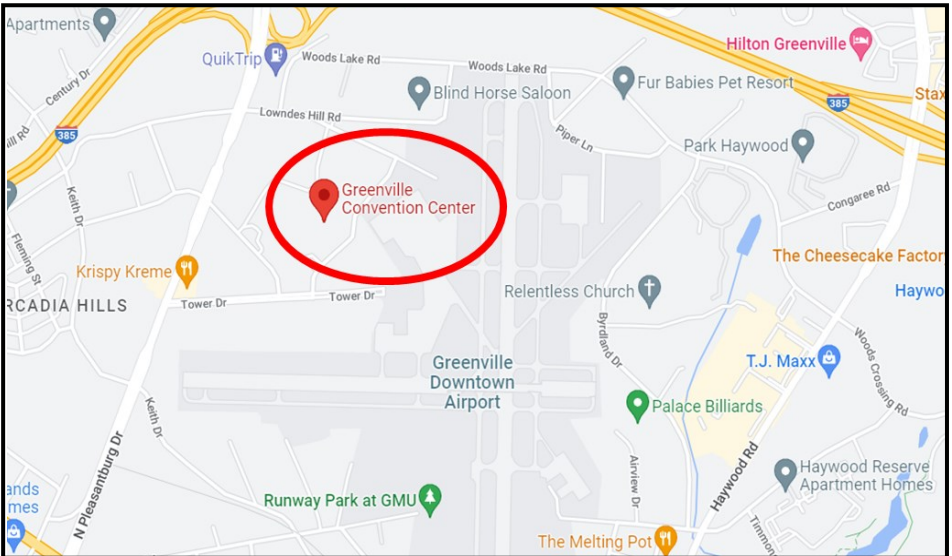 Apartments
QuikTrip
Woods Lake Rd
Woods Lake Rd
Hilton Greenville
Century Dr
Blind Horse Saloon
Fur Babies Pet Resort
385
Stax
Lowndes Hill Rd
385
Piper Ln
Park Haywood
Keith Dr
Greenville
Convention Center
Congaree Rd
Fleming St
Krispy Kreme
The Cheesecake Factor
RCADIA HILLS
Tower Dr
Tower Dr
Relentless Church
Haywo
Byrdland Dr
Woods Crossing Rd
Greenville
Downtown
Airport
T.J. Maxx
Keith Dr
Palace Billiards
N Pleasantburg Dr
Airview Dr
Haywood Rd
Haywood Reserve
Apartment Homes
ands
mes
Runway Park at GMU
Timmon
The Melting Pot